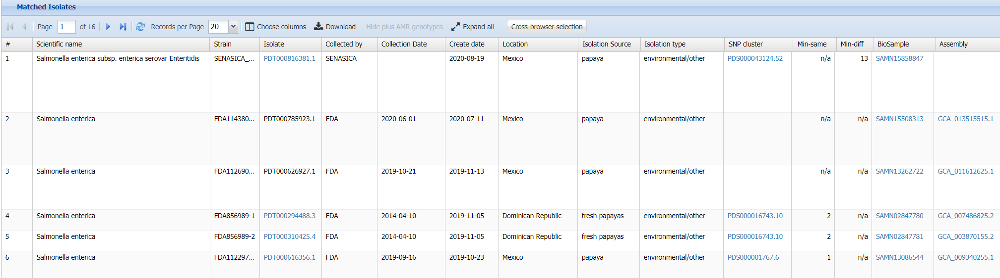 Matched Isolates
Page 1 of 16 Records per Page 20 Choose columns Download Hide plus AMR genotypes Expand all Cross-browser selection
# Scientific name Strain Isolate Collected by Collection Date Create date Location Isolation Source Isolation type SNP cluster Min-same Min-diff BioSample Assembly
1 Salmonella enterica subsp. enterica serovar Enteritidis SENASICA_... PDT000816381.1 SENASICA 2020-08-19 Mexico papaya environmental/other PDS000043124.52 n/a 13 SAMN15858847
2 Salmonella enterica FDA114380... PDT000785923.1 FDA 2020-06-01 2020-07-11 Mexico papaya environmental/other n/a n/a SAMN15508313 GCA_013515515.1
3 Salmonella enterica FDA112690... PDT000626927.1 FDA 2019-10-21 2019-11-13 Mexico papaya environmental/other n/a n/a SAMN13262722 GCA_011612625.1
4 Salmonella enterica FDA856989-1 PDT000294488.3 FDA 2014-04-10 2019-11-05 Dominican Republic fresh papayas environmental/other PDS000016743.10 2 n/a SAMN02847780 GCA_007486825.2
5 Salmonella enterica FDA856989-2 PDT000310425.4 FDA 2014-04-10 2019-11-05 Dominican Republic fresh papayas environmental/other PDS000016743.10 2 n/a SAMN02847781 GCA_003870155.2
6 Salmonella enterica FDA112297... PDT000616356.1 FDA 2019-09-16 2019-10-23 Mexico papaya environmental/other PDS000001767.6 1 n/a SAMN13086544 GCA_009340255.1